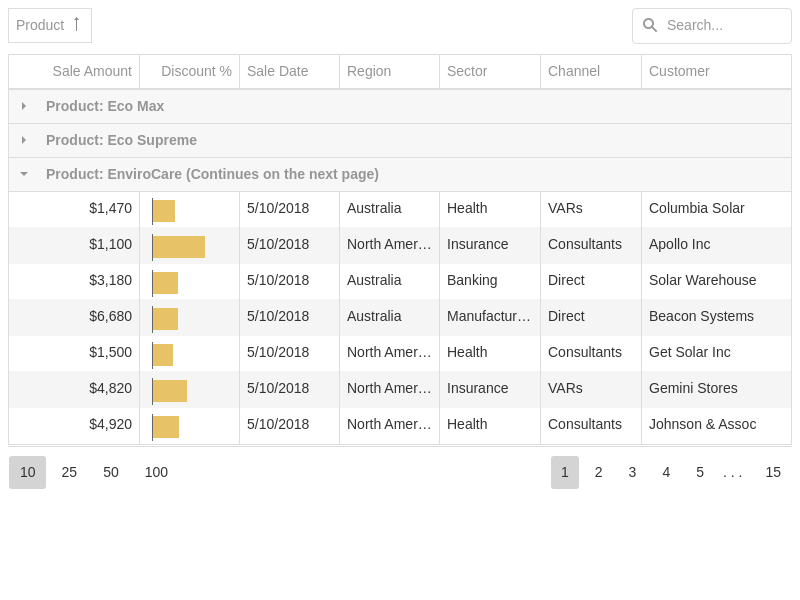 Product Search...
Sale Amount Discount % Sale Date Region Sector Channel Customer
Product: Eco Max
Product: Eco Supreme
Product: EnviroCare (Continues on the next page)
$1,470 5/10/2018 Australia Health VARs Columbia Solar
$1,100 5/10/2018 North Amer... Insurance Consultants Apollo Inc
$3,180 5/10/2018 Australia Banking Direct Solar Warehouse
$6,680 5/10/2018 Australia Manufactur... Direct Beacon Systems
$1,500 5/10/2018 North Amer... Health Consultants Get Solar Inc
$4,820 5/10/2018 North Amer... Insurance VARs Gemini Stores
$4,920 5/10/2018 North Amer... Health Consultants Johnson & Assoc
10 25 50 100 1 2 3 4 5 . . . 15